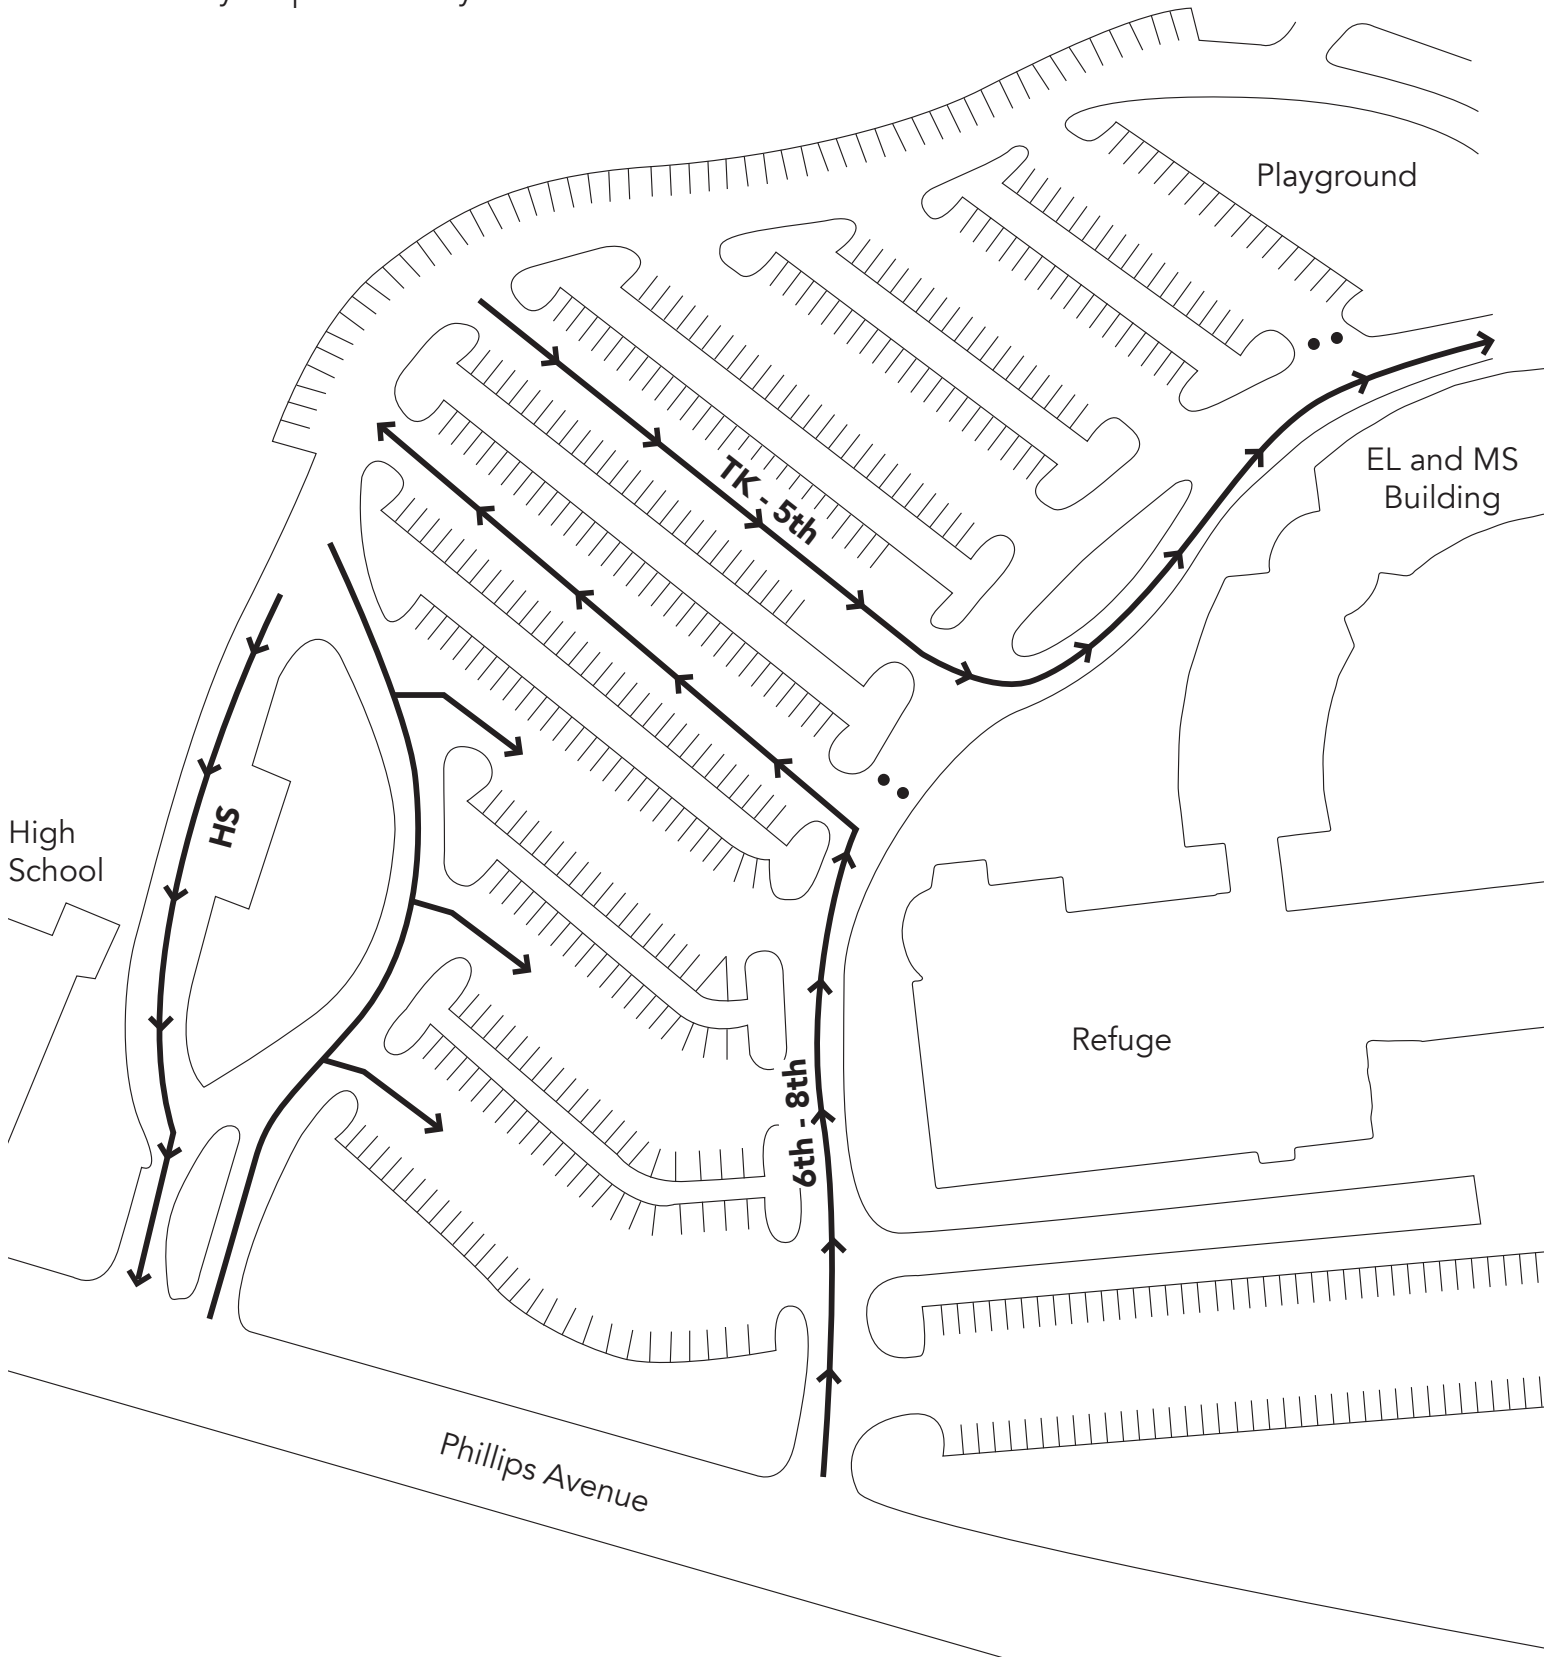 Playground
EL and MS
Building
TK - 5th
High
School
HS
6th - 8th
Refuge
Phillips Avenue